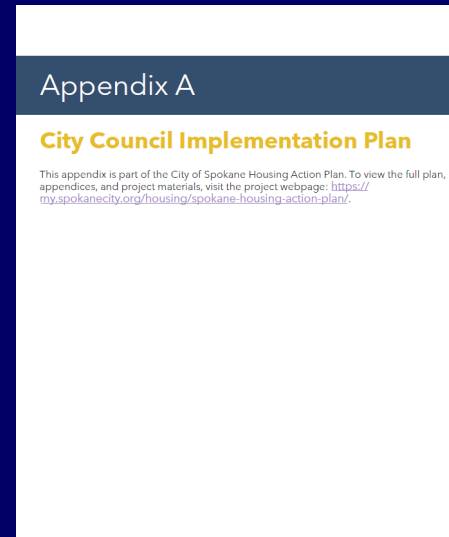 Appendix A
City Council Implementation Plan
This appendix is part of the City of Spokane Housing Action Plan. To view the full plan,
appendices, and project materials, visit the project webpage: https://
my.spokanecity.org/housing/spokane-housing-action-plan/.